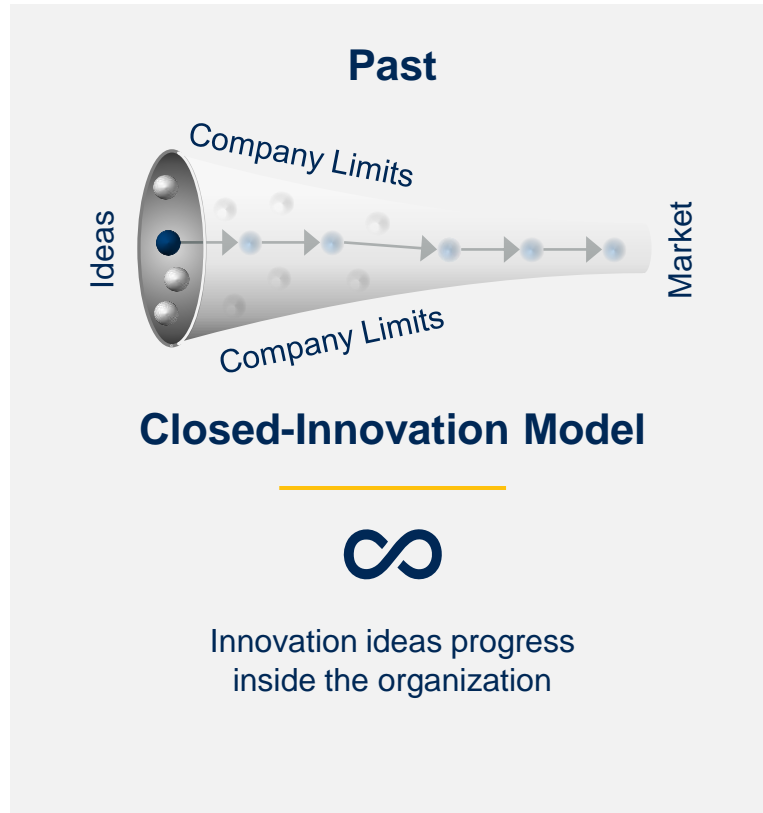 Past
Company Limits
Ideas
Market
Company Limits
Closed-Innovation Model
Innovation ideas progress
inside the organization